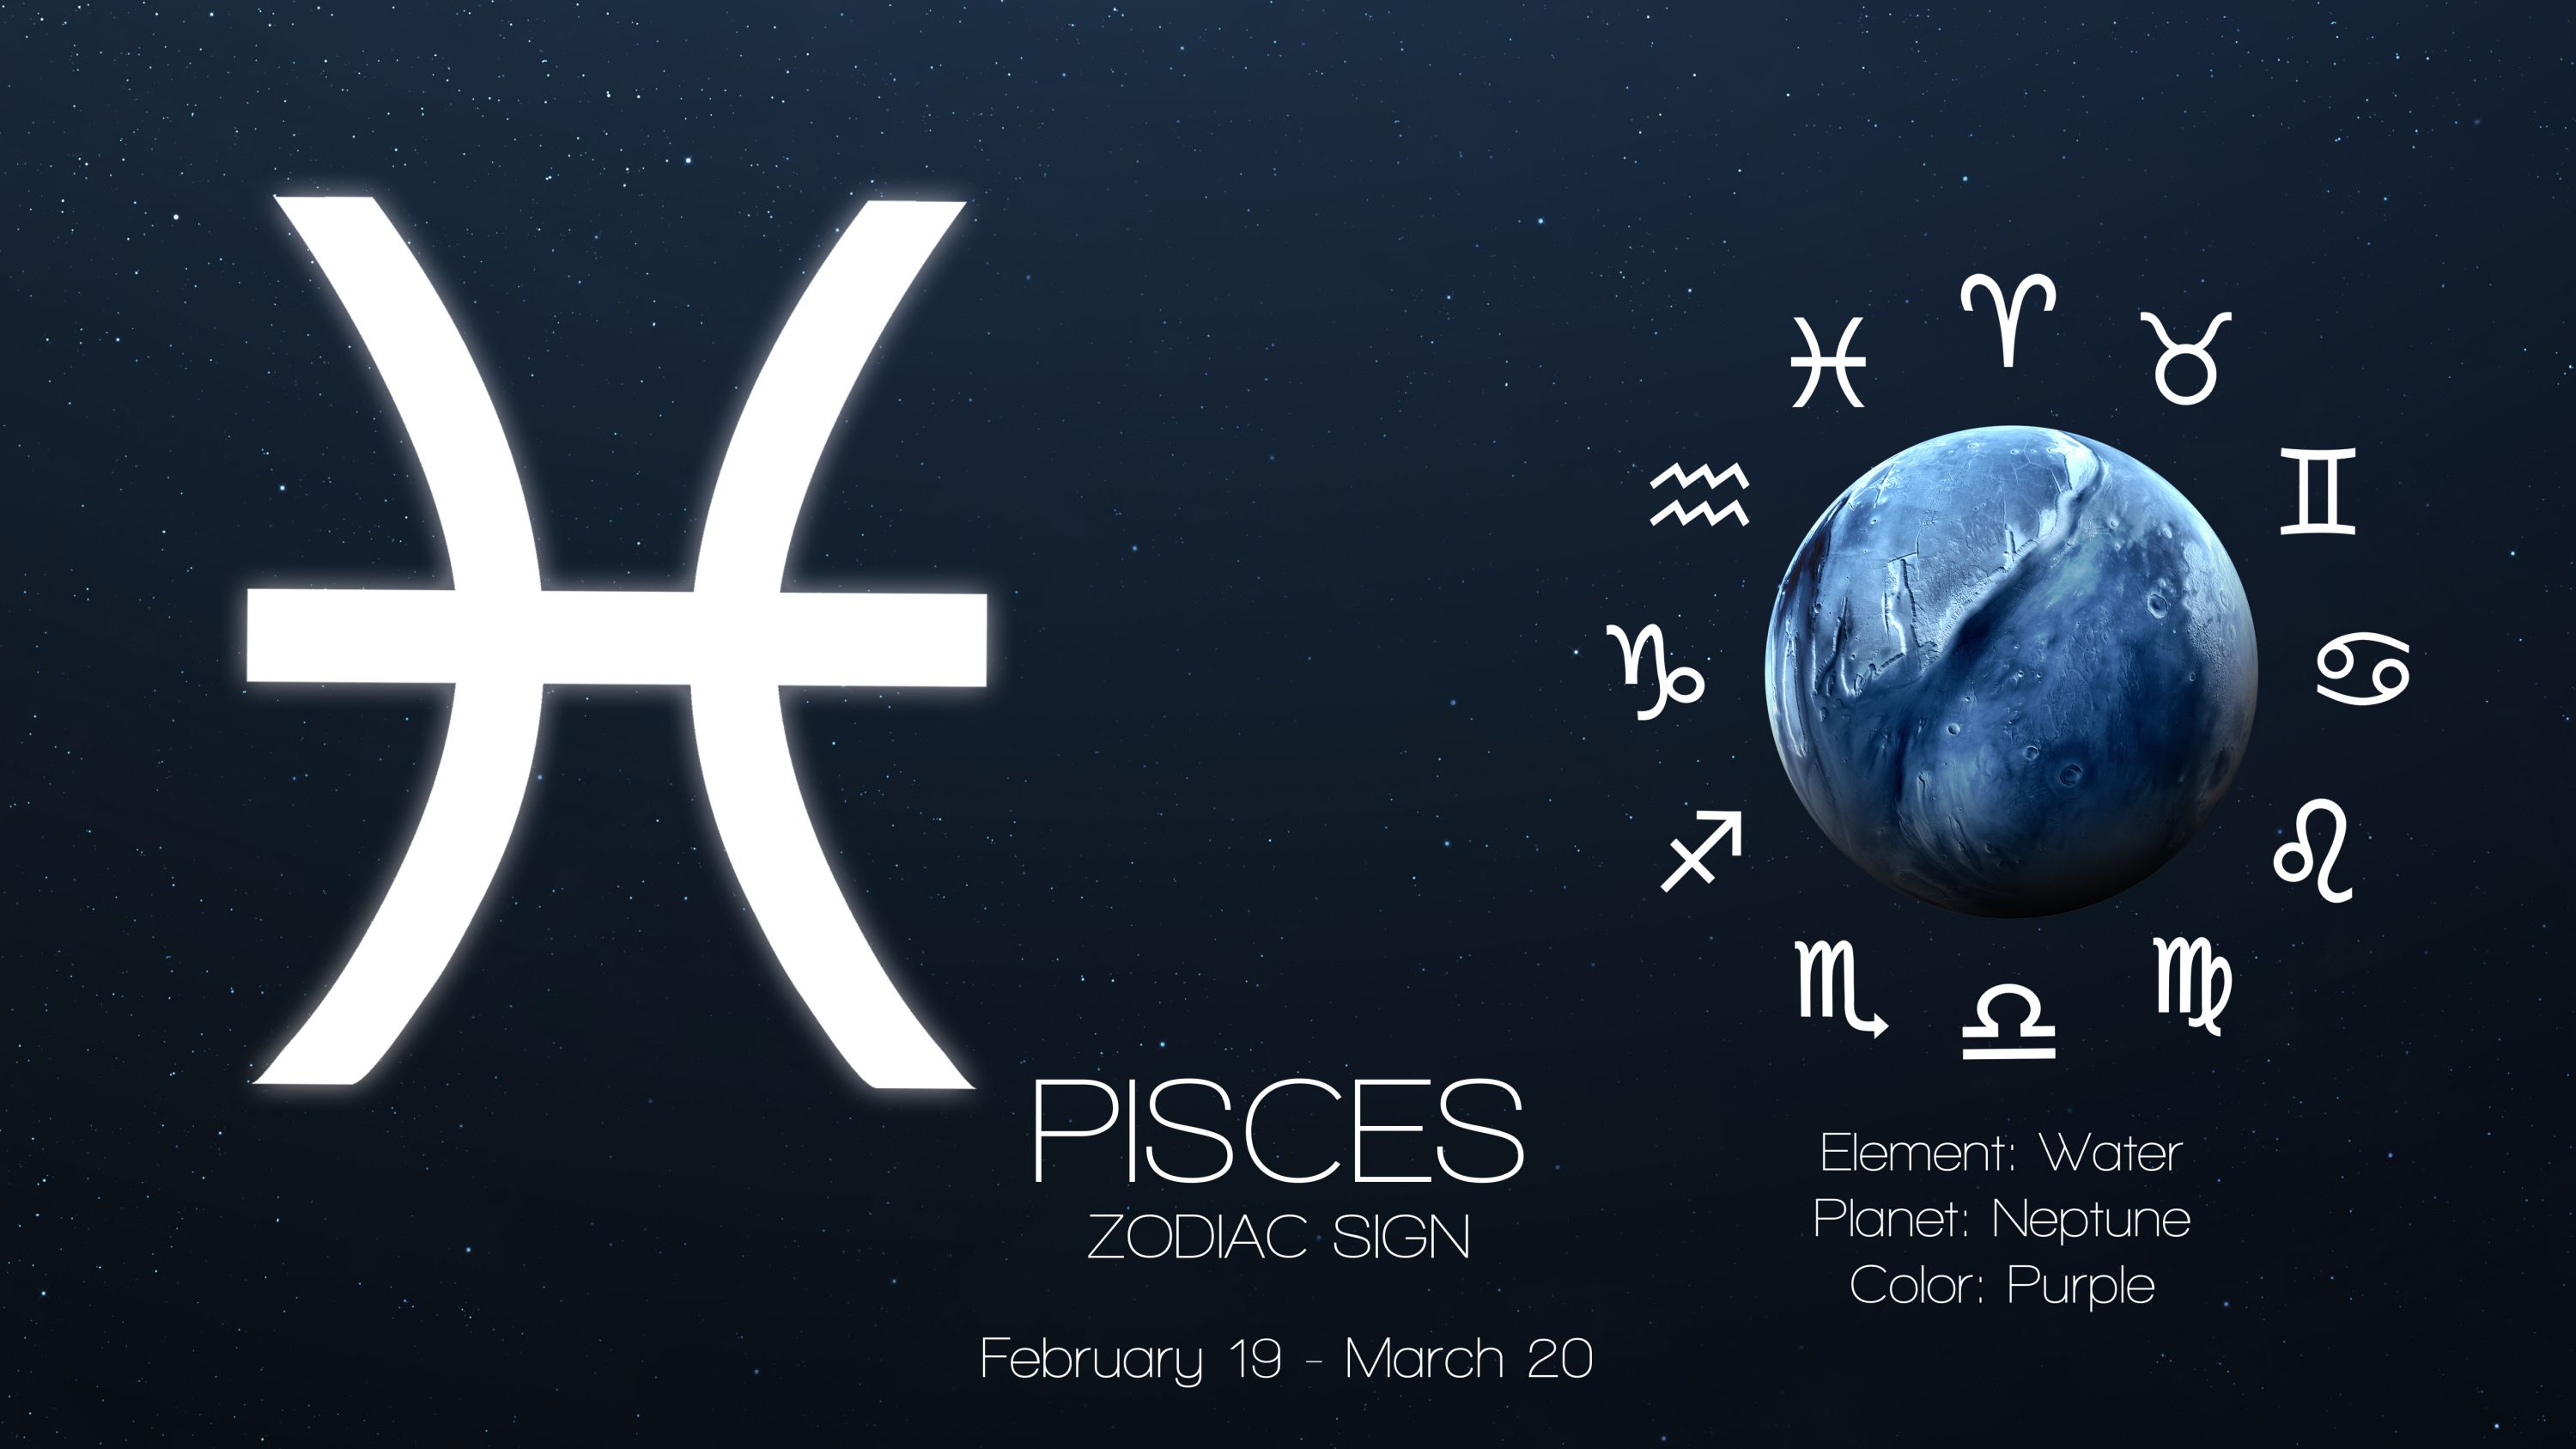 PISCES
ZODIAC SIGN
February 19 - March 20
Element: Water
Planet: Neptune
Color: Purple